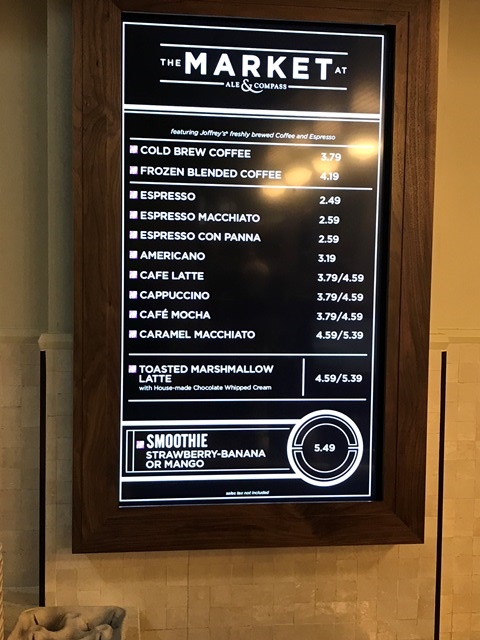 THE MARKET AT
ALE & COMPASS
featuring Joffrey's® freshly brewed Coffee and Espresso
COLD BREW COFFEE 3.79
FROZEN BLENDED COFFEE 4.19
ESPRESSO 2.49
ESPRESSO MACCHIATO 2.59
ESPRESSO CON PANNA 2.59
AMERICANO 3.19
CAFE LATTE 3.79/4.59
CAPPUCCINO 3.79/4.59
CAFÉ MOCHA 3.79/4.59
CARAMEL MACCHIATO 4.59/5.39
TOASTED MARSHMALLOW
LATTE 4.59/5.39
with House-made Chocolate Whipped Cream
SMOOTHIE
STRAWBERRY-BANANA 5.49
OR MANGO
sales tax not included